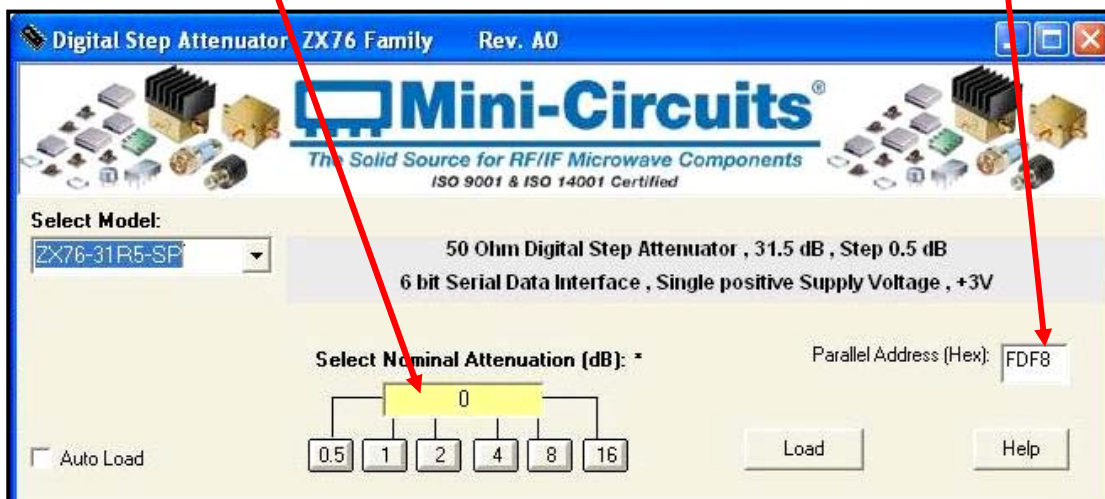 Digital Step Attenuator ZX76 Family Rev. A0
Mini-Circuits®
The Solid Source for RF/IF Microwave Components
ISO 9001 & ISO 14001 Certified
Select Model:
ZX76-31R5-SP
50 Ohm Digital Step Attenuator , 31.5 dB , Step 0.5 dB
6 bit Serial Data Interface , Single positive Supply Voltage , +3V
Select Nominal Attenuation (dB): *
Parallel Address (Hex): FDF8
0
Auto Load
0.5 1 2 4 8 16
Load
Help